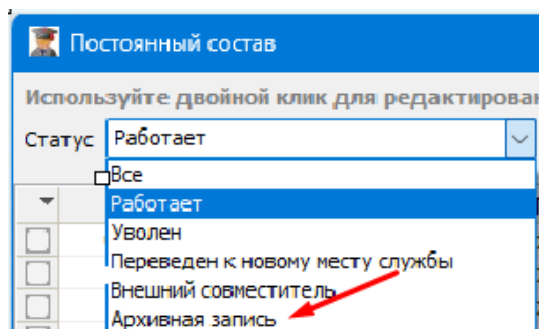 Постоянный состав
Используйте двойной клик для редактирован
Статус Работает
Все
Работает
Уволен
Переведен к новому месту службы
Внешний совместитель
Архивная запись